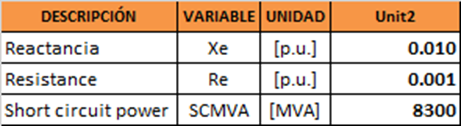 DESCRIPCIÓN VARIABLE UNIDAD Unit2
Reactancia Xe [p.u.] 0.010
Resistance Re [p.u.] 0.001
Short circuit power SCMVA [MVA] 8300